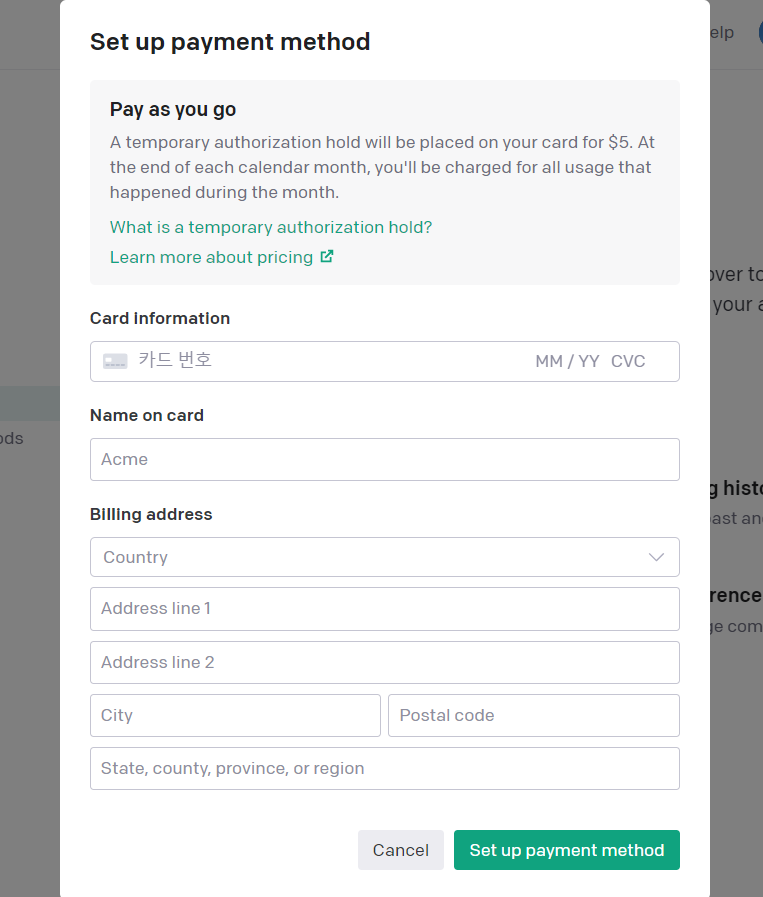 Set up payment method
elp
Pay as you go
A temporary authorization hold will be placed on your card for $5. At
the end of each calendar month, you'll be charged for all usage that
happened during the month.
What is a temporary authorization hold?
Learn more about pricing
over to
your a
Card information
카드 번호 MM / YY CVC
Name on card
ods
Acme
g histo
Billing address
ast and
Country
rence
Address line 1
ge com
Address line 2
City Postal code
State, county, province, or region
Cancel Set up payment method